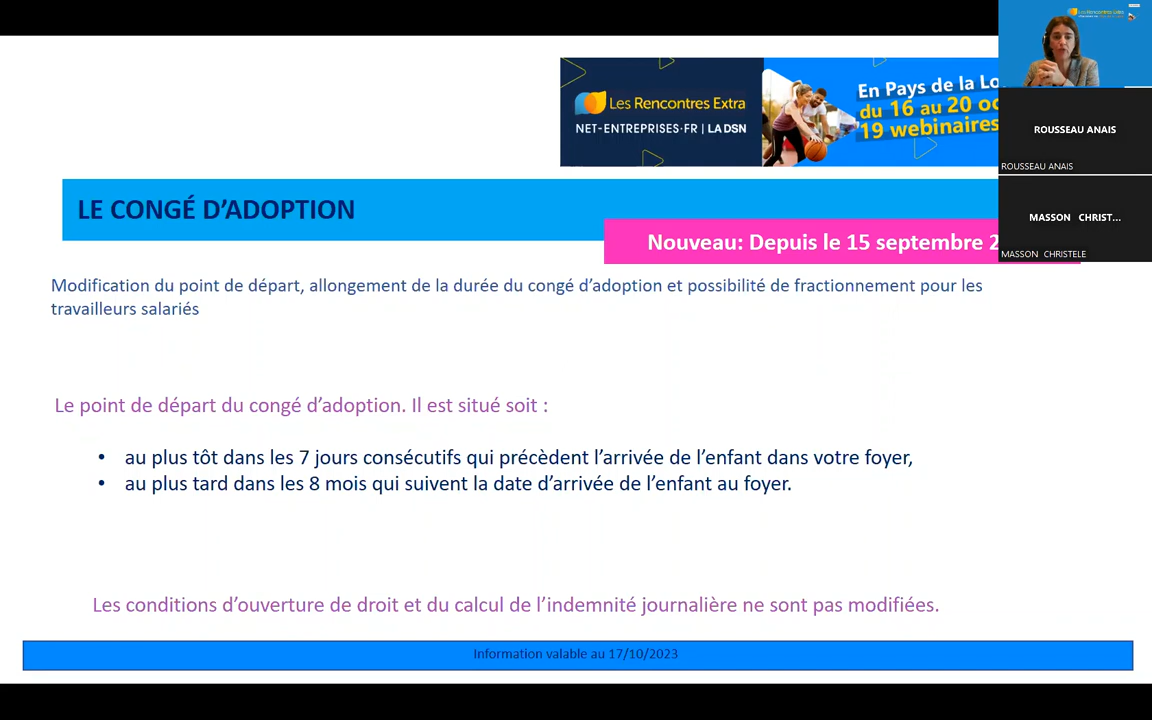 Les Rencontres Extra
NET-ENTREPRISES·FR | LA DSN
En Pays de la
du 16 au 20
19 webinaires
ROUSSEAU ANAIS
ROUSSEAU ANAIS
MASSON CHRIST...
MASSON CHRISTELE
LE CONGÉ D’ADOPTION
Nouveau: Depuis le 15 septembre
Modification du point de départ, allongement de la durée du congé d’adoption et possibilité de fractionnement pour les
travailleurs salariés
Le point de départ du congé d’adoption. Il est situé soit :
• au plus tôt dans les 7 jours consécutifs qui précèdent l’arrivée de l’enfant dans votre foyer,
• au plus tard dans les 8 mois qui suivent la date d’arrivée de l’enfant au foyer.
Les conditions d’ouverture de droit et du calcul de l’indemnité journalière ne sont pas modifiées.
Information valable au 17/10/2023